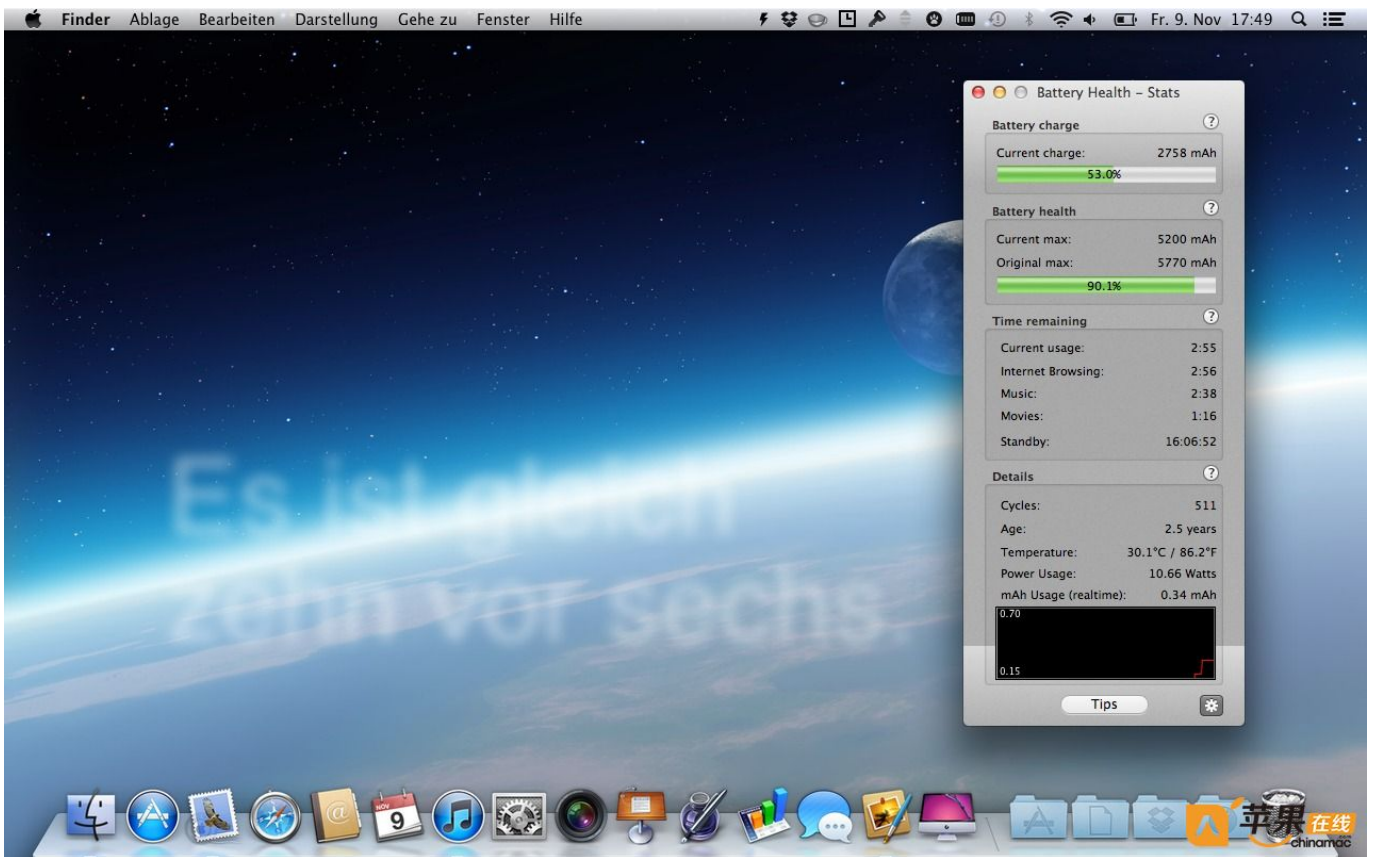 Finder Ablage Bearbeiten Darstellung Gehe zu Fenster Hilfe Fr. 9. Nov 17:49
Battery Health – Stats
Battery charge ?
Current charge: 2758 mAh
53.0%
Battery health ?
Current max: 5200 mAh
Original max: 5770 mAh
90.1%
Time remaining ?
Current usage: 2:55
Internet Browsing: 2:56
Music: 2:38
Movies: 1:16
Standby: 16:06:52
Details ?
Cycles: 511
Age: 2.5 years
Temperature: 30.1°C / 86.2°F
Power Usage: 10.66 Watts
mAh Usage (realtime): 0.34 mAh
0.70
0.15
Tips
Es ist gleich
zehn vor sechs.
NOV
9
苹果在线
chinamac